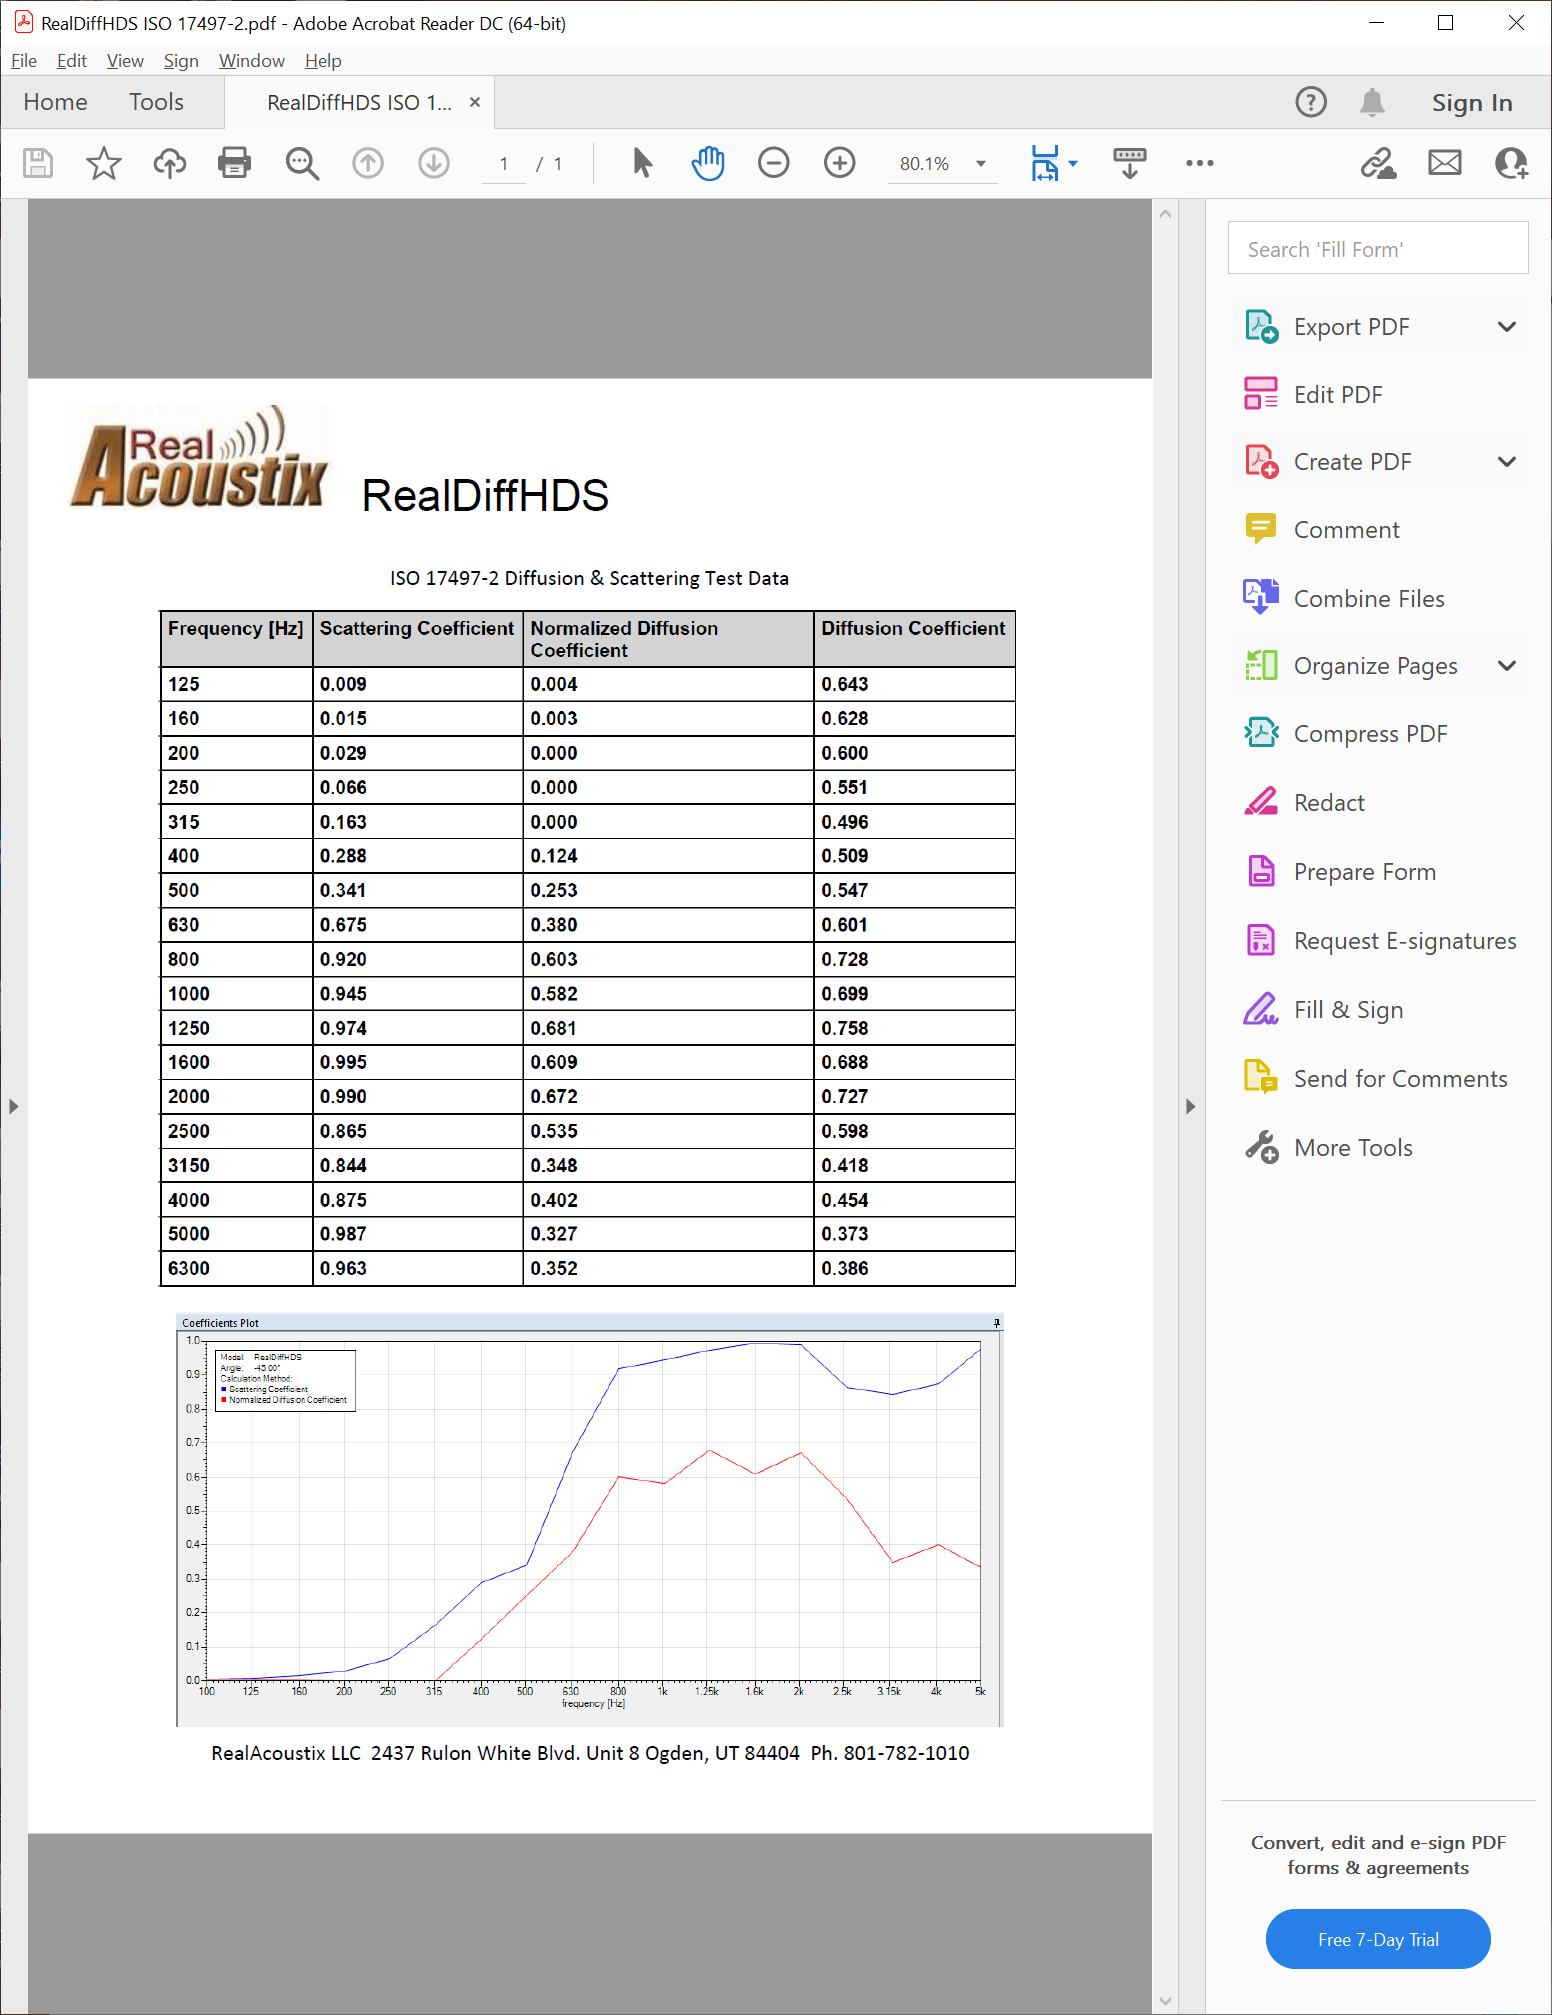 RealDiffHDS ISO 17497-2.pdf - Adobe Acrobat Reader DC (64-bit)
File Edit View Sign Window Help
Home Tools RealDiffHDS ISO 1... × Sign In
1 / 1 80.1%
Search 'Fill Form'
Export PDF
Edit PDF
Create PDF
Comment
Combine Files
Organize Pages
Compress PDF
Redact
Prepare Form
Request E-signatures
Fill & Sign
Send for Comments
More Tools
Convert, edit and e-sign PDF
forms & agreements
Free 7-Day Trial
Real
Acoustix
RealDiffHDS
ISO 17497-2 Diffusion & Scattering Test Data
Frequency [Hz] Scattering Coefficient Normalized Diffusion Coefficient Diffusion Coefficient
125 0.009 0.004 0.643
160 0.015 0.003 0.628
200 0.029 0.000 0.600
250 0.066 0.000 0.551
315 0.163 0.000 0.496
400 0.288 0.124 0.509
500 0.341 0.253 0.547
630 0.675 0.380 0.601
800 0.920 0.603 0.728
1000 0.945 0.582 0.699
1250 0.974 0.681 0.758
1600 0.995 0.609 0.688
2000 0.990 0.672 0.727
2500 0.865 0.535 0.598
3150 0.844 0.348 0.418
4000 0.875 0.402 0.454
5000 0.987 0.327 0.373
6300 0.963 0.352 0.386
Coefficients Plot
Model: RealDiffHDS
Angle: -45.00°
Calculation Method:
Scattering Coefficient
Normalized Diffusion Coefficient
1.0
0.9
0.8
0.7
0.6
0.5
0.4
0.3
0.2
0.1
0.0
100 125 160 200 250 315 400 500 630 800 1k 1.25k 1.6k 2k 2.5k 3.15k 4k 5k
frequency [Hz]
RealAcoustix LLC 2437 Rulon White Blvd. Unit 8 Ogden, UT 84404 Ph. 801-782-1010